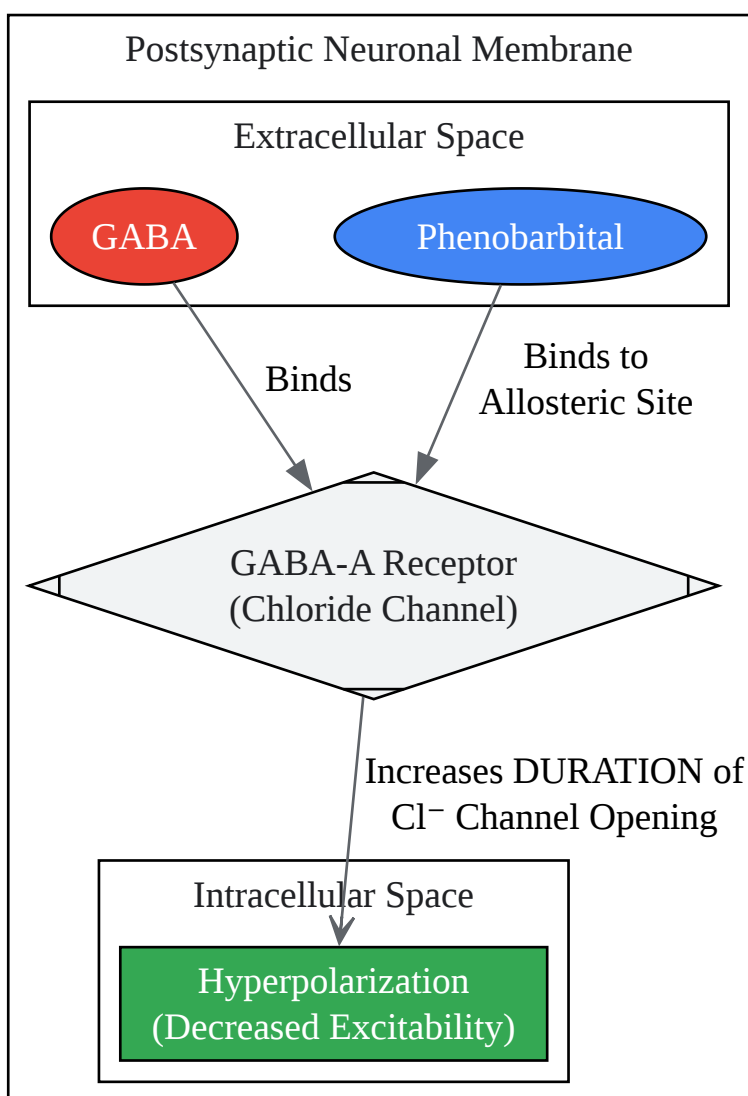 Postsynaptic Neuronal Membrane
Extracellular Space
GABA
Phenobarbital
Binds
Binds to
Allosteric Site
GABA-A Receptor
(Chloride Channel)
Increases DURATION of
Cl⁻ Channel Opening
Intracellular Space
Hyperpolarization
(Decreased Excitability)